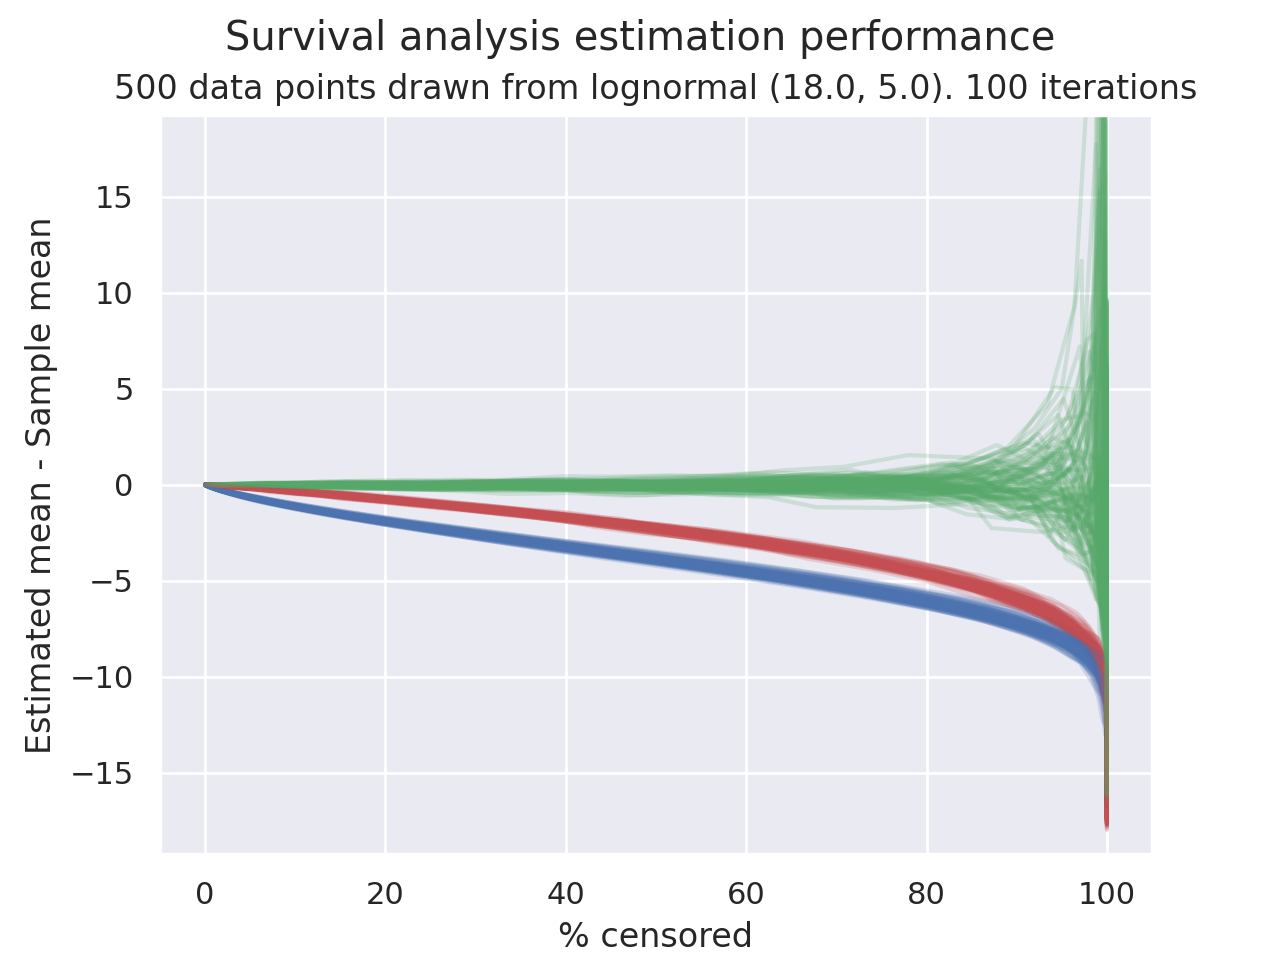 Survival analysis estimation performance
500 data points drawn from lognormal (18.0, 5.0). 100 iterations
Estimated mean - Sample mean
15
10
5
0
−5
−10
−15
0 20 40 60 80 100
% censored